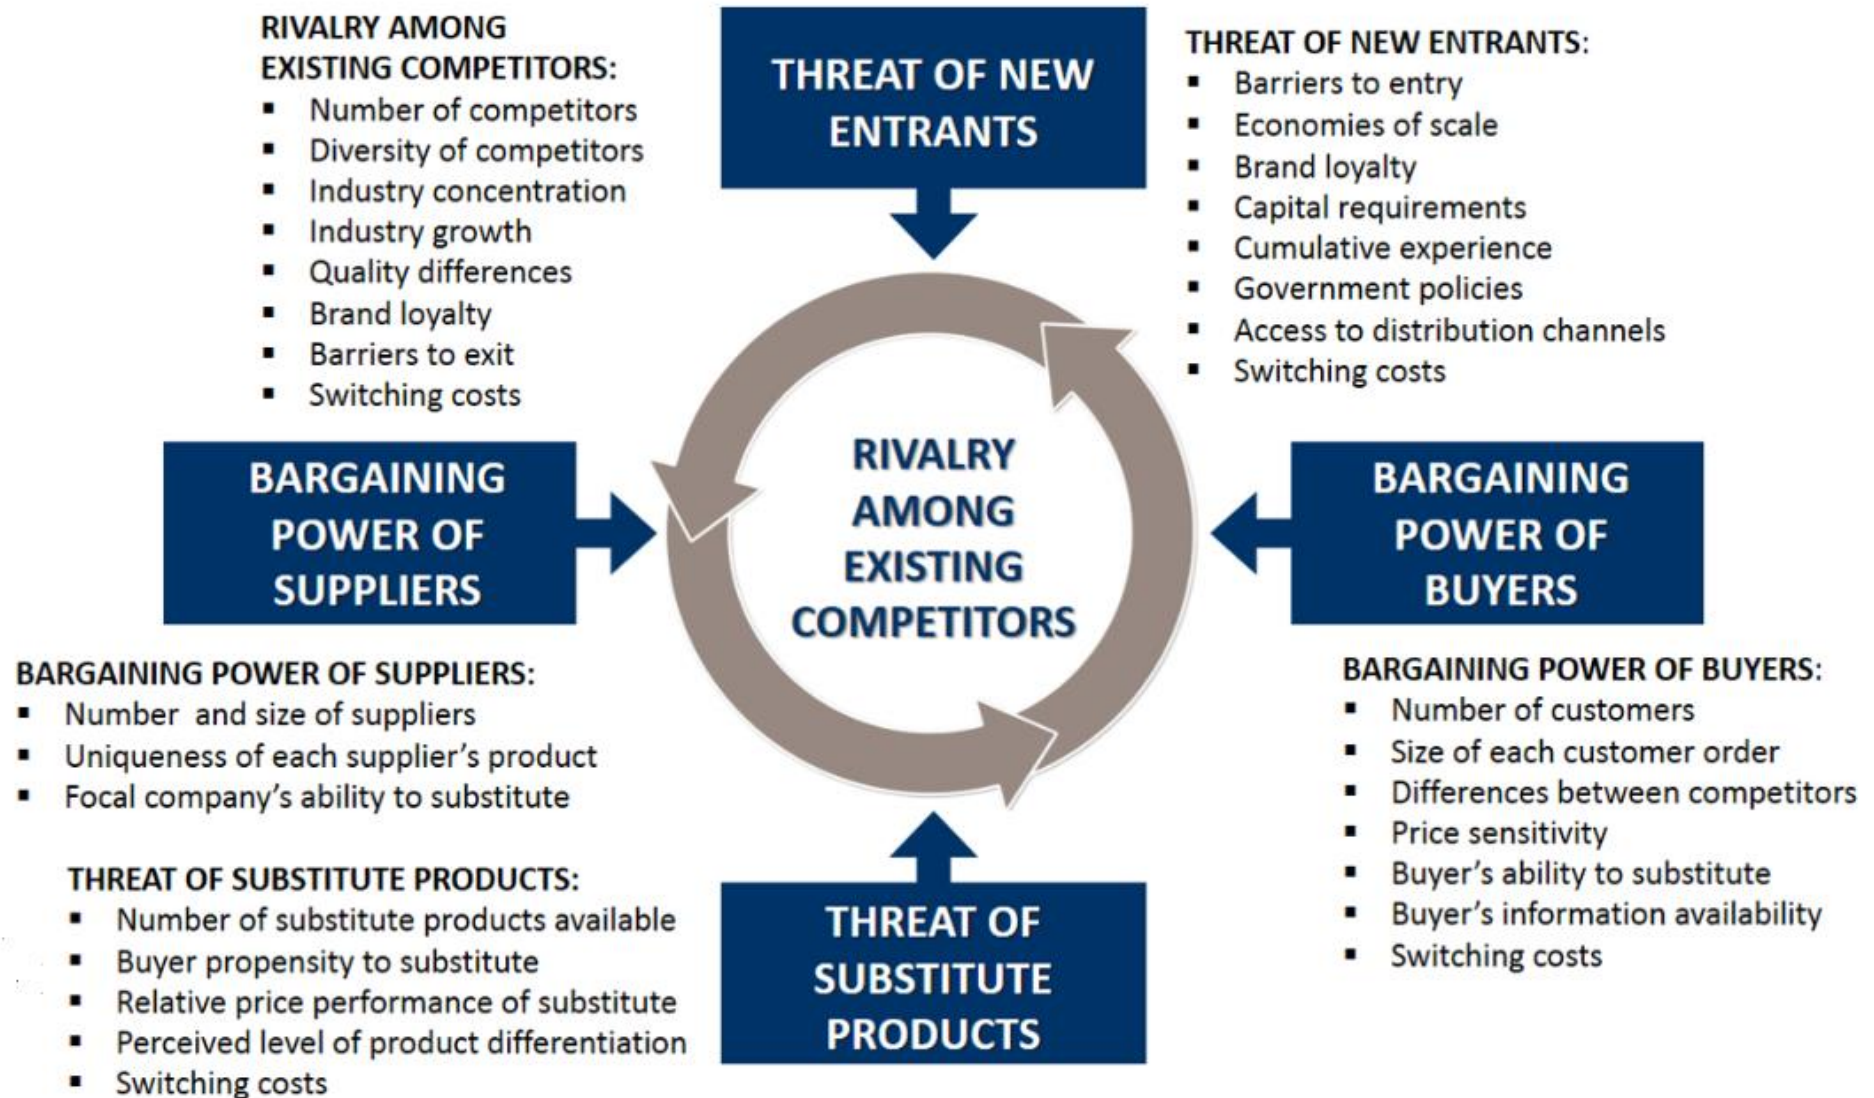 RIVALRY AMONG
EXISTING COMPETITORS:
▪ Number of competitors
▪ Diversity of competitors
▪ Industry concentration
▪ Industry growth
▪ Quality differences
▪ Brand loyalty
▪ Barriers to exit
▪ Switching costs
THREAT OF NEW
ENTRANTS
THREAT OF NEW ENTRANTS:
▪ Barriers to entry
▪ Economies of scale
▪ Brand loyalty
▪ Capital requirements
▪ Cumulative experience
▪ Government policies
▪ Access to distribution channels
▪ Switching costs
BARGAINING
POWER OF
SUPPLIERS
RIVALRY
AMONG
EXISTING
COMPETITORS
BARGAINING
POWER OF
BUYERS
BARGAINING POWER OF SUPPLIERS:
▪ Number and size of suppliers
▪ Uniqueness of each supplier’s product
▪ Focal company’s ability to substitute
BARGAINING POWER OF BUYERS:
▪ Number of customers
▪ Size of each customer order
▪ Differences between competitors
▪ Price sensitivity
▪ Buyer’s ability to substitute
▪ Buyer’s information availability
▪ Switching costs
THREAT OF SUBSTITUTE PRODUCTS:
▪ Number of substitute products available
▪ Buyer propensity to substitute
▪ Relative price performance of substitute
▪ Perceived level of product differentiation
▪ Switching costs
THREAT OF
SUBSTITUTE
PRODUCTS